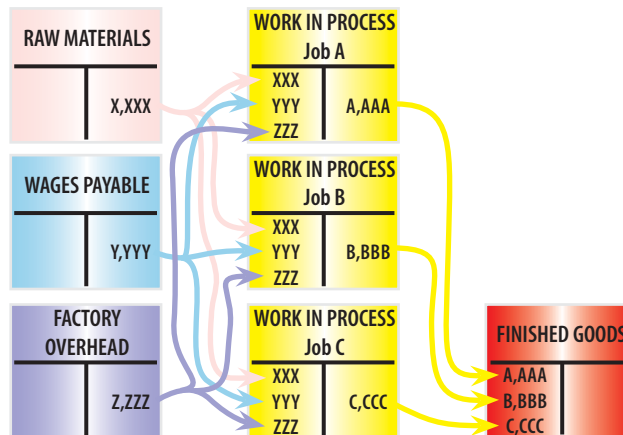 RAW MATERIALS
X,XXX
WAGES PAYABLE
Y,YYY
FACTORY
OVERHEAD
Z,ZZZ
WORK IN PROCESS
Job A
XXX
YYY A,AAA
ZZZ
WORK IN PROCESS
Job B
XXX
YYY B,BBB
ZZZ
WORK IN PROCESS
Job C
XXX
YYY C,CCC
ZZZ
FINISHED GOODS
A,AAA
B,BBB
C,CCC